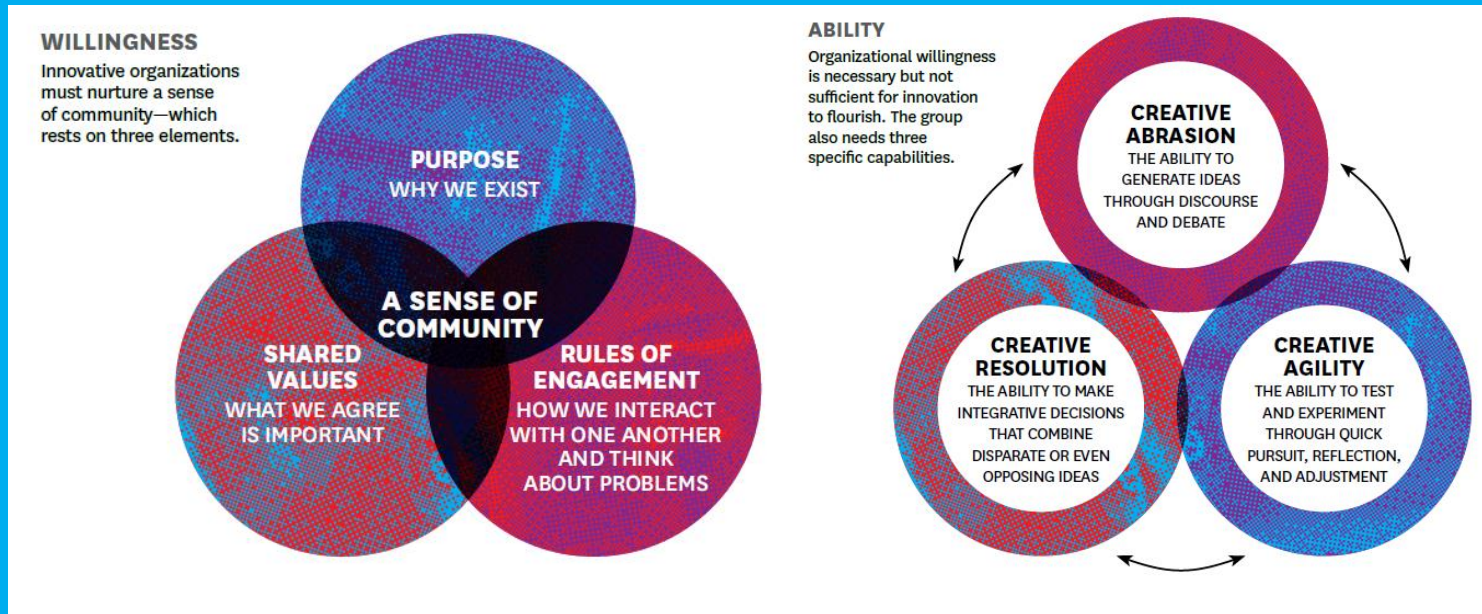 WILLINGNESS
Innovative organizations
must nurture a sense
of community—which
rests on three elements.
PURPOSE
WHY WE EXIST
A SENSE OF
COMMUNITY
SHARED
VALUES
WHAT WE AGREE
IS IMPORTANT
RULES OF
ENGAGEMENT
HOW WE INTERACT
WITH ONE ANOTHER
AND THINK
ABOUT PROBLEMS
ABILITY
Organizational willingness
is necessary but not
sufficient for innovation
to flourish. The group
also needs three
specific capabilities.
CREATIVE
ABRASION
THE ABILITY TO
GENERATE IDEAS
THROUGH DISCOURSE
AND DEBATE
CREATIVE
RESOLUTION
THE ABILITY TO MAKE
INTEGRATIVE DECISIONS
THAT COMBINE
DISPARATE OR EVEN
OPPOSING IDEAS
CREATIVE
AGILITY
THE ABILITY TO TEST
AND EXPERIMENT
THROUGH QUICK
PURSUIT, REFLECTION,
AND ADJUSTMENT